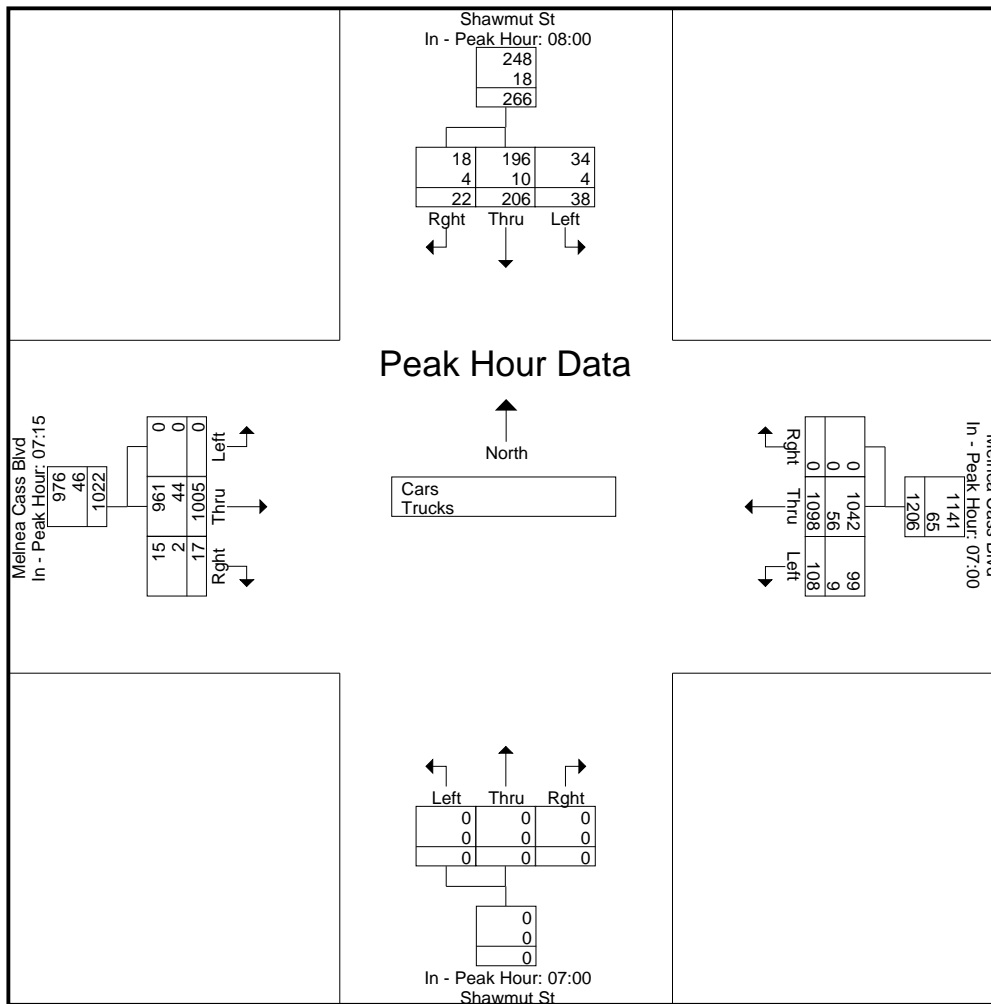 Shawmut St
In - Peak Hour: 08:00
248
18
266
18 196 34
4 10 4
22 206 38
Rght Thru Left
Peak Hour Data
North
Cars
Trucks
Melnea Cass Blvd
In - Peak Hour: 07:15
976
46
1022
0 0 0
961 44 1005
15 2 17
Left
Thru
Rght
Melnea Cass Blvd
In - Peak Hour: 07:00
1141
65
1206
0 0 0
1098 56 1042
108 9 99
Rght
Thru
Left
Left Thru Rght
0 0 0
0 0 0
0 0 0
0
0
0
In - Peak Hour: 07:00
Shawmut St